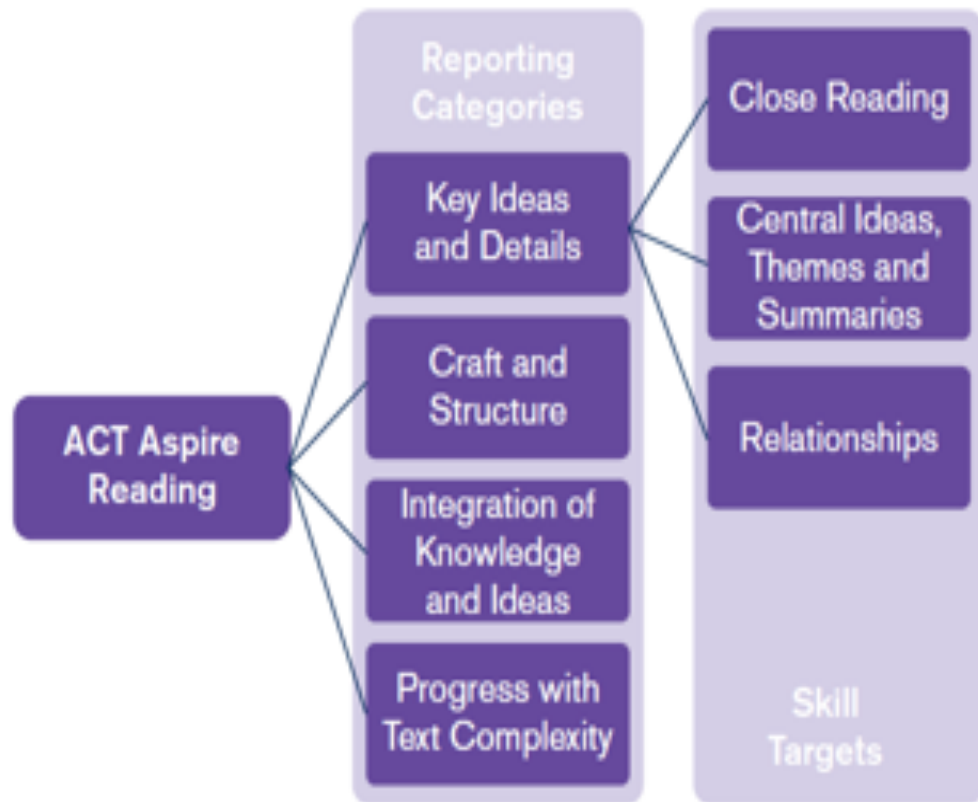 ACT Aspire
Reading
Reporting
Categories
Key Ideas
and Details
Craft and
Structure
Integration of
Knowledge
and Ideas
Progress with
Text Complexity
Close Reading
Central Ideas,
Themes and
Summaries
Relationships
Skill
Targets